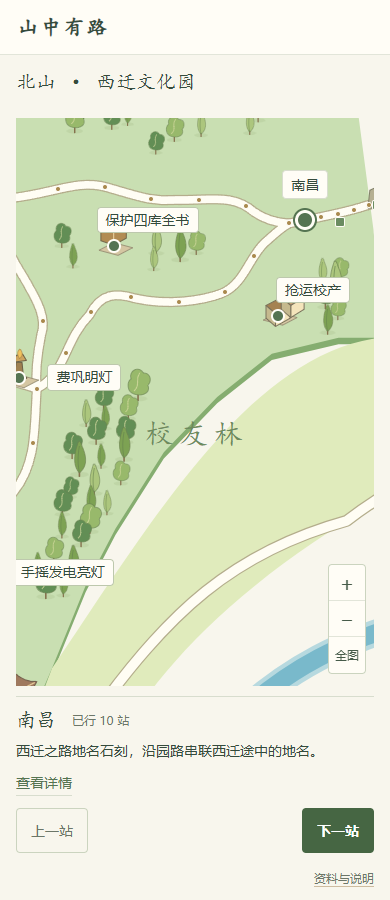 山中有路
北山 • 西迁文化园
南昌
保护四库全书
抢运校产
费巩明灯
校友林
手摇发电亮灯
+
−
全图
南昌 已行 10 站
西迁之路地名石刻，沿园路串联西迁途中的地名。
查看详情
上一站
下一站
资料与说明